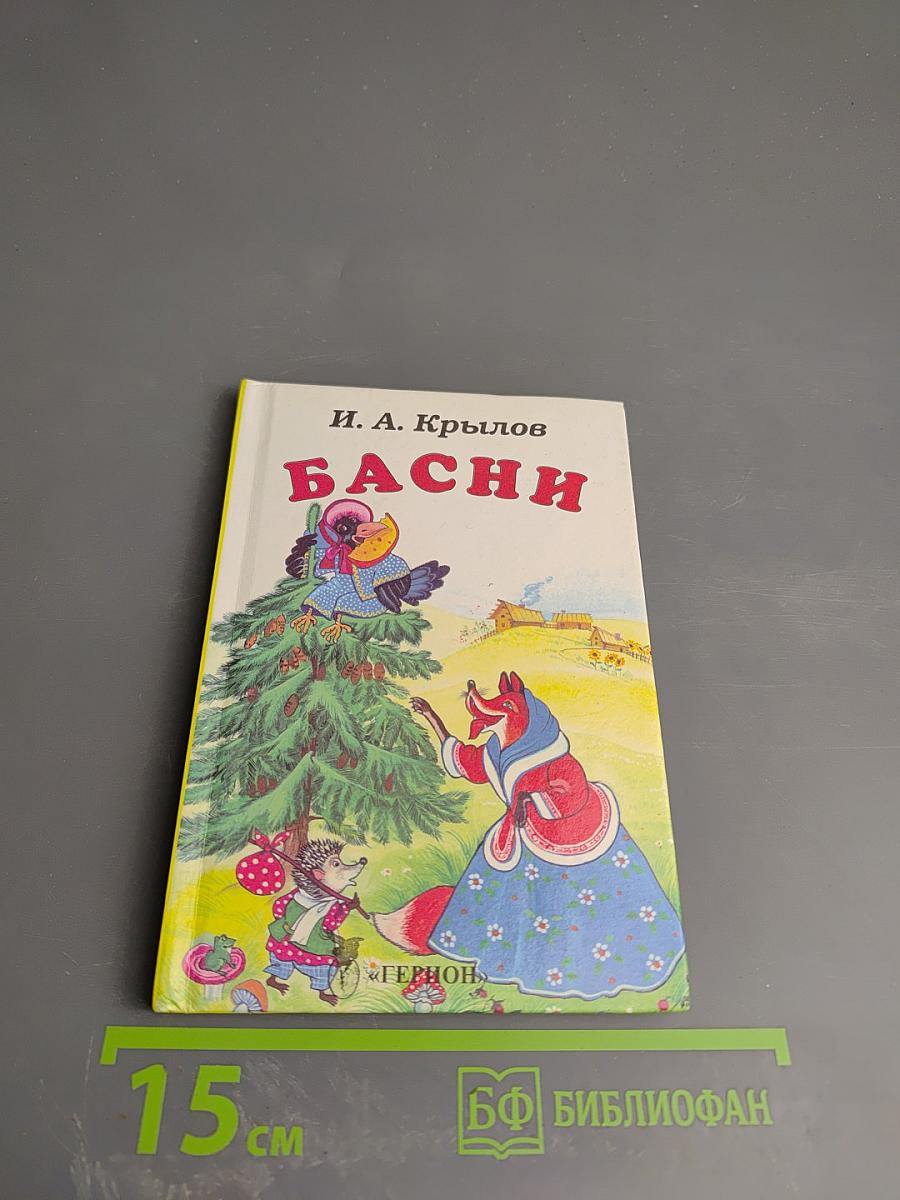 И. А. Крылов
БАСНИ
«ГЕРИОН»
15 см
БФ БИБЛИОФАН